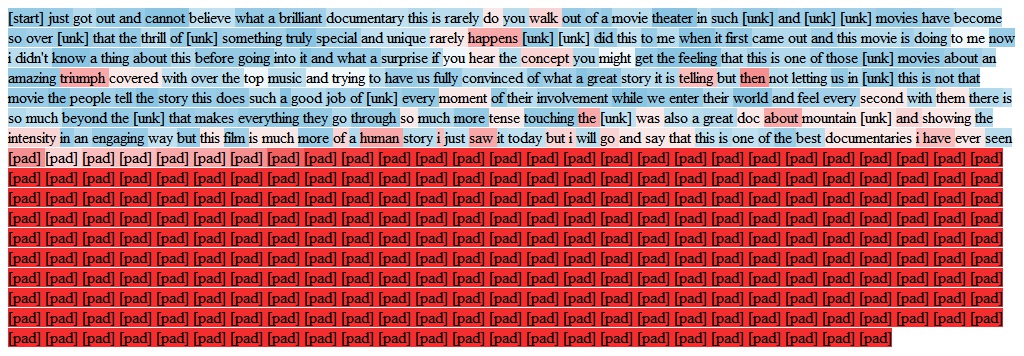 [start] just got out and cannot believe what a brilliant documentary this is rarely do you walk out of a movie theater in such [unk] and [unk] [unk] movies have become
so over [unk] that the thrill of [unk] something truly special and unique rarely happens [unk] [unk] did this to me when it first came out and this movie is doing to me now
i didn't know a thing about this before going into it and what a surprise if you hear the concept you might get the feeling that this is one of those [unk] movies about an
amazing triumph covered with over the top music and trying to have us fully convinced of what a great story it is telling but then not letting us in [unk] this is not that
movie the people tell the story this does such a good job of [unk] every moment of their involvement while we enter their world and feel every second with them there is
so much beyond the [unk] that makes everything they go through so much more tense touching the [unk] was also a great doc about mountain [unk] and showing the
intensity in an engaging way but this film is much more of a human story i just saw it today but i will go and say that this is one of the best documentaries i have ever seen
[pad] [pad] [pad] [pad] [pad] [pad] [pad] [pad] [pad] [pad] [pad] [pad] [pad] [pad] [pad] [pad] [pad] [pad] [pad] [pad] [pad] [pad] [pad] [pad] [pad] [pad] [pad]
[pad] [pad] [pad] [pad] [pad] [pad] [pad] [pad] [pad] [pad] [pad] [pad] [pad] [pad] [pad] [pad] [pad] [pad] [pad] [pad] [pad] [pad] [pad] [pad] [pad] [pad] [pad]
[pad] [pad] [pad] [pad] [pad] [pad] [pad] [pad] [pad] [pad] [pad] [pad] [pad] [pad] [pad] [pad] [pad] [pad] [pad] [pad] [pad] [pad] [pad] [pad] [pad] [pad] [pad]
[pad] [pad] [pad] [pad] [pad] [pad] [pad] [pad] [pad] [pad] [pad] [pad] [pad] [pad] [pad] [pad] [pad] [pad] [pad] [pad] [pad] [pad] [pad] [pad] [pad] [pad] [pad]
[pad] [pad] [pad] [pad] [pad] [pad] [pad] [pad] [pad] [pad] [pad] [pad] [pad] [pad] [pad] [pad] [pad] [pad] [pad] [pad] [pad] [pad] [pad] [pad] [pad] [pad] [pad]
[pad] [pad] [pad] [pad] [pad] [pad] [pad] [pad] [pad] [pad] [pad] [pad] [pad] [pad] [pad] [pad] [pad] [pad] [pad] [pad] [pad] [pad] [pad] [pad] [pad] [pad] [pad]
[pad] [pad] [pad] [pad] [pad] [pad] [pad] [pad] [pad] [pad] [pad] [pad] [pad] [pad] [pad] [pad] [pad] [pad] [pad] [pad] [pad] [pad] [pad] [pad] [pad] [pad] [pad]
[pad] [pad] [pad] [pad] [pad] [pad] [pad] [pad] [pad] [pad] [pad] [pad] [pad] [pad] [pad] [pad] [pad] [pad] [pad] [pad] [pad] [pad] [pad] [pad] [pad] [pad] [pad]
[pad] [pad] [pad] [pad] [pad] [pad] [pad] [pad] [pad] [pad] [pad] [pad] [pad] [pad] [pad] [pad] [pad] [pad] [pad] [pad] [pad] [pad] [pad] [pad] [pad] [pad] [pad]
[pad] [pad] [pad] [pad] [pad] [pad] [pad] [pad] [pad] [pad] [pad] [pad] [pad] [pad] [pad] [pad] [pad] [pad] [pad] [pad] [pad] [pad] [pad] [pad]